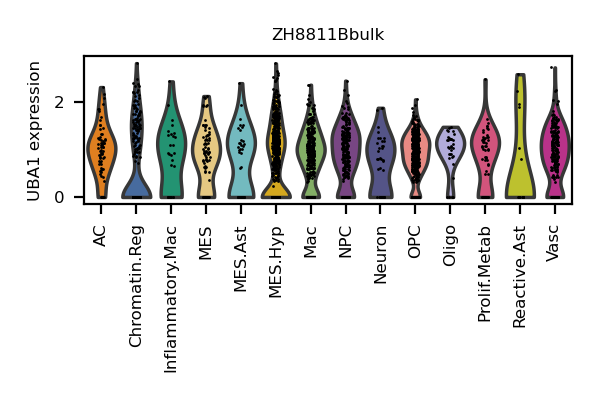 ZH8811Bbulk
UBA1 expression
2
0
AC
Chromatin.Reg
Inflammatory.Mac
MES
MES.Ast
MES.Hyp
Mac
NPC
Neuron
OPC
Oligo
Prolif.Metab
Reactive.Ast
Vasc